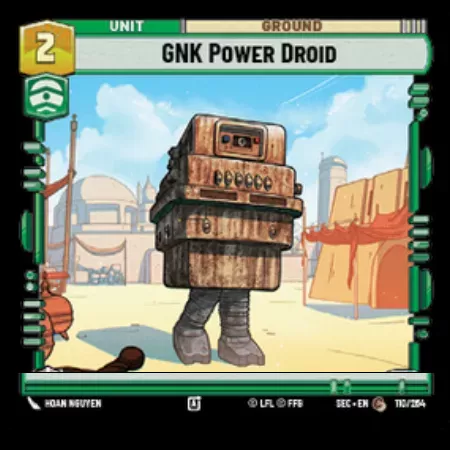 UNIT
GROUND
2
GNK POWER DROID
HOAN NGUYEN
A
Ⓒ LFL Ⓒ FFG
SEC • EN
110/264